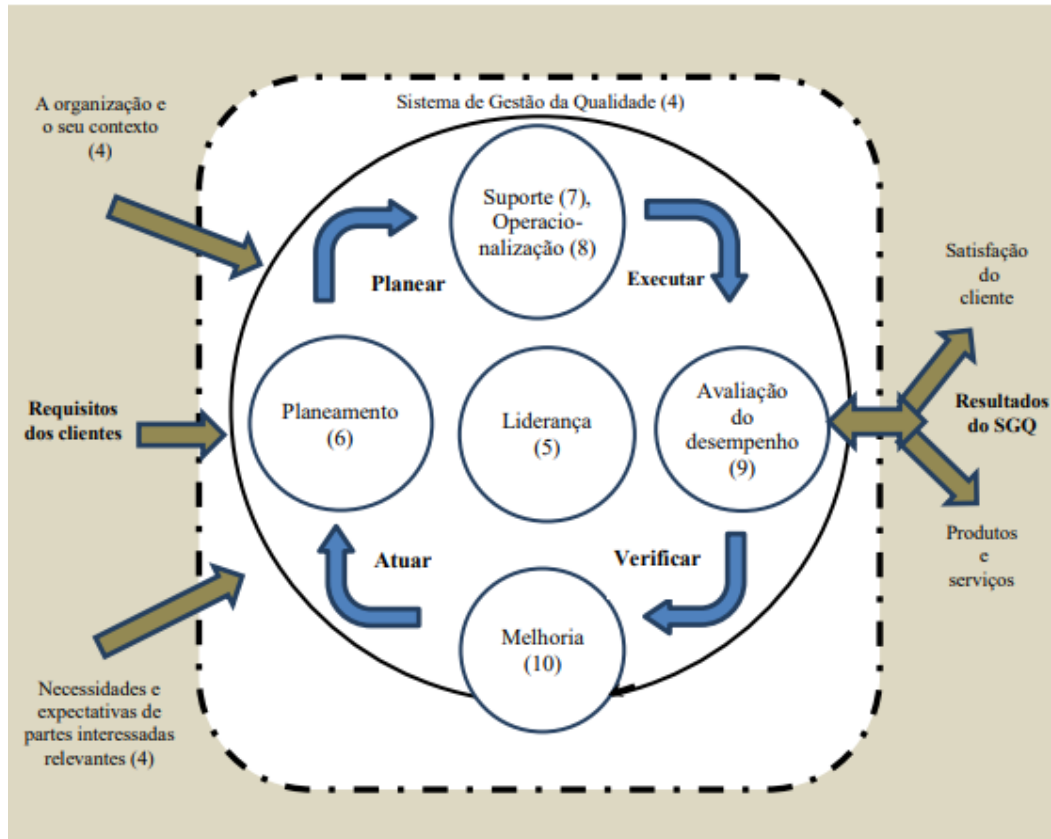 Sistema de Gestão da Qualidade (4)
A organização e
o seu contexto
(4)
Suporte (7),
Operacio-
nalização (8)
Planear
Executar
Satisfação
do
cliente
Requisitos
dos clientes
Planeamento
(6)
Liderança
(5)
Avaliação
do
desempenho
(9)
Resultados
do SGQ
Atuar
Verificar
Produtos
e
serviços
Melhoria
(10)
Necessidades e
expectativas de
partes interessadas
relevantes (4)